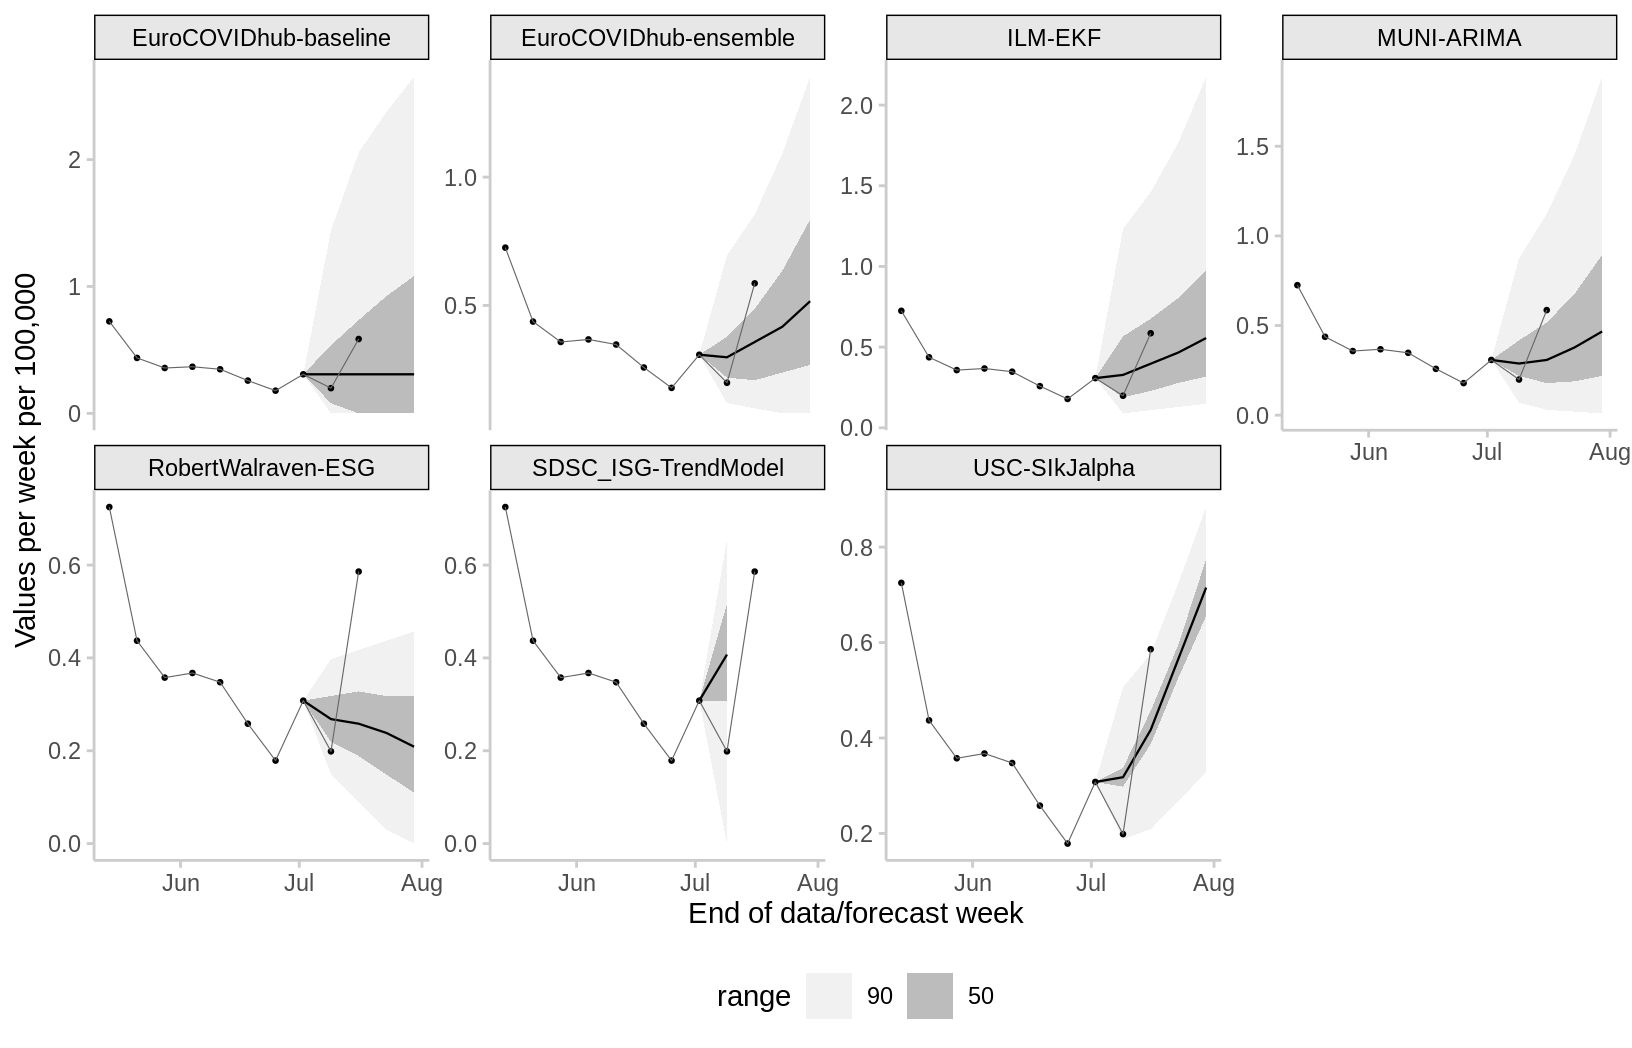 EuroCOVIDhub-baseline
EuroCOVIDhub-ensemble
ILM-EKF
MUNI-ARIMA
2
1
0
1.0
0.5
2.0
1.5
1.0
0.5
0.0
1.5
1.0
0.5
0.0
Jun Jul Aug
RobertWalraven-ESG
SDSC_ISG-TrendModel
USC-SIkJalpha
0.6
0.4
0.2
0.0
0.6
0.4
0.2
0.0
0.8
0.6
0.4
0.2
Jun Jul Aug
Jun Jul Aug
Jun Jul Aug
Values per week per 100,000
End of data/forecast week
range 90 50